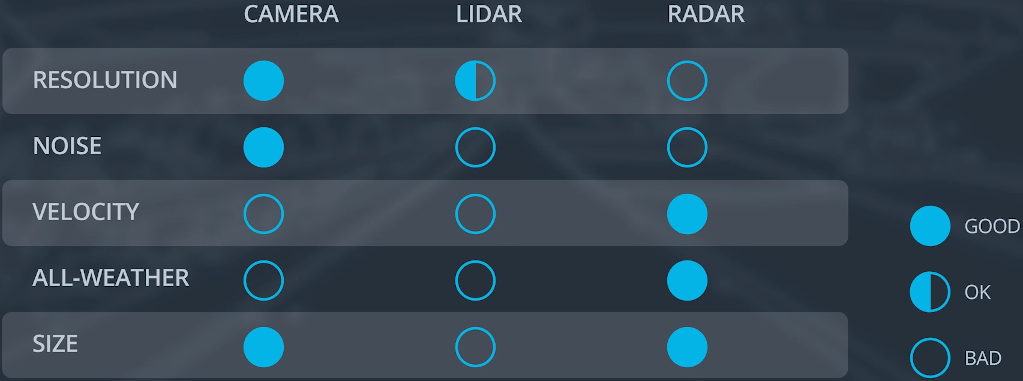 CAMERA LIDAR RADAR
RESOLUTION
NOISE
VELOCITY
ALL-WEATHER
SIZE
GOOD
OK
BAD